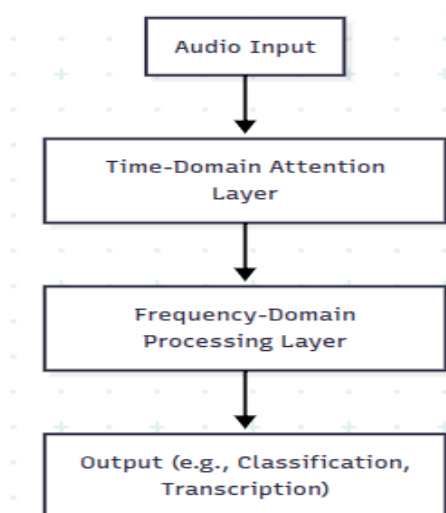 Audio Input
Time-Domain Attention
Layer
Frequency-Domain
Processing Layer
Output (e.g., Classification,
Transcription)